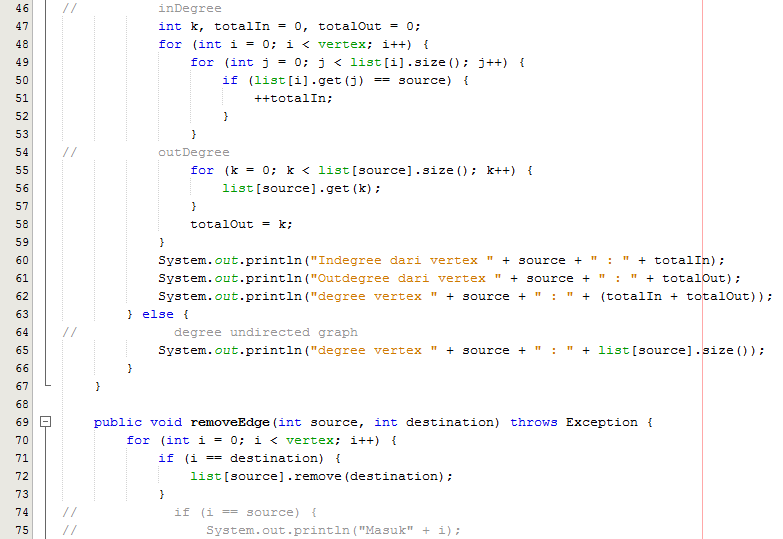 46 //          inDegree
47             int k, totalIn = 0, totalOut = 0;
48             for (int i = 0; i < vertex; i++) {
49                 for (int j = 0; j < list[i].size(); j++) {
50                     if (list[i].get(j) == source) {
51                         ++totalIn;
52                     }
53                 }
54 //          outDegree
55                 for (k = 0; k < list[source].size(); k++) {
56                     list[source].get(k);
57                 }
58                 totalOut = k;
59             }
60             System.out.println("Indegree dari vertex " + source + " : " + totalIn);
61             System.out.println("Outdegree dari vertex " + source + " : " + totalOut);
62             System.out.println("degree vertex " + source + " : " + (totalIn + totalOut));
63         } else {
64 //            degree undirected graph
65             System.out.println("degree vertex " + source + " : " + list[source].size());
66         }
67     }
68
69     public void removeEdge(int source, int destination) throws Exception {
70         for (int i = 0; i < vertex; i++) {
71             if (i == destination) {
72                 list[source].remove(destination);
73             }
74 //            if (i == source) {
75 //                System.out.println("Masuk" + i);